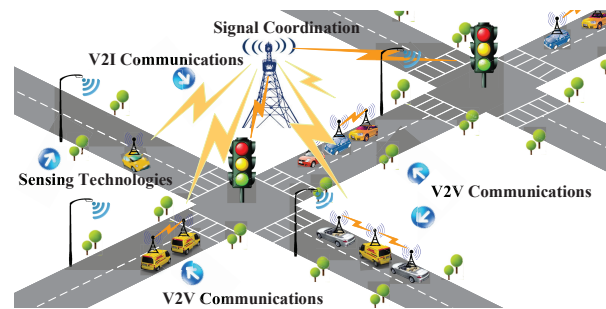 Signal Coordination
V2I Communications
Sensing Technologies
V2V Communications
V2V Communications